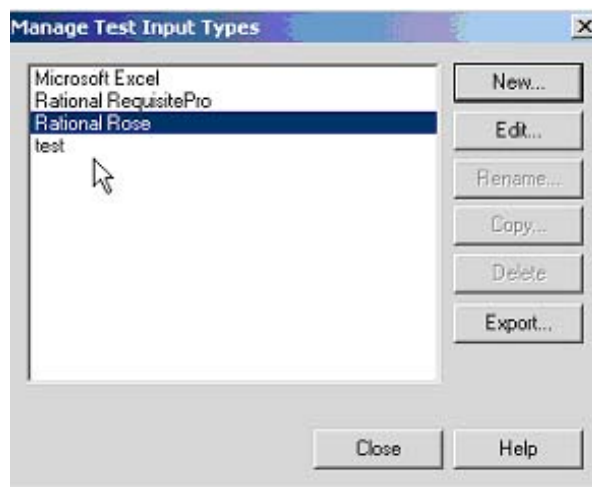 Manage Test Input Types
Microsoft Excel
Rational RequisitePro
Rational Rose
test
New...
Edit...
Rename...
Copy...
Delete
Export...
Close
Help